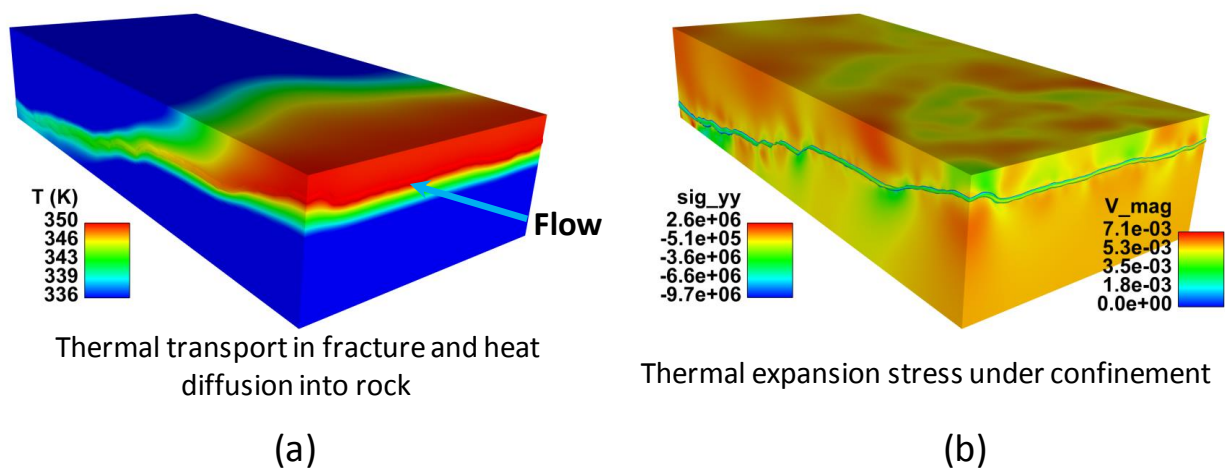 T (K)
350
346
343
339
336
Flow
Thermal transport in fracture and heat
diffusion into rock
(a)
sig_yy
2.6e+06
-5.1e+05
-3.6e+06
-6.6e+06
-9.7e+06
V_mag
7.1e-03
5.3e-03
3.5e-03
1.8e-03
0.0e+00
Thermal expansion stress under confinement
(b)